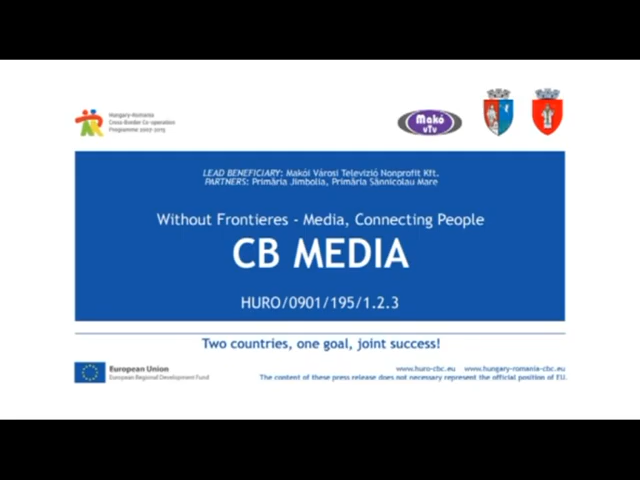 Hungary-Romania
Cross-Border Co-operation
Programme 2007-2013
Makó
vTv
LEAD BENEFICIARY: Makói Városi Televízió Nonprofit Kft.
PARTNERS: Primăria Jimbolia, Primăria Sânnicolau Mare
Without Frontieres - Media, Connecting People
CB MEDIA
HURO/0901/195/1.2.3
Two countries, one goal, joint success!
European Union
European Regional Development Fund
www.huro-cbc.eu www.hungary-romania-cbc.eu
The content of these press release does not necessary represent the official position of EU.